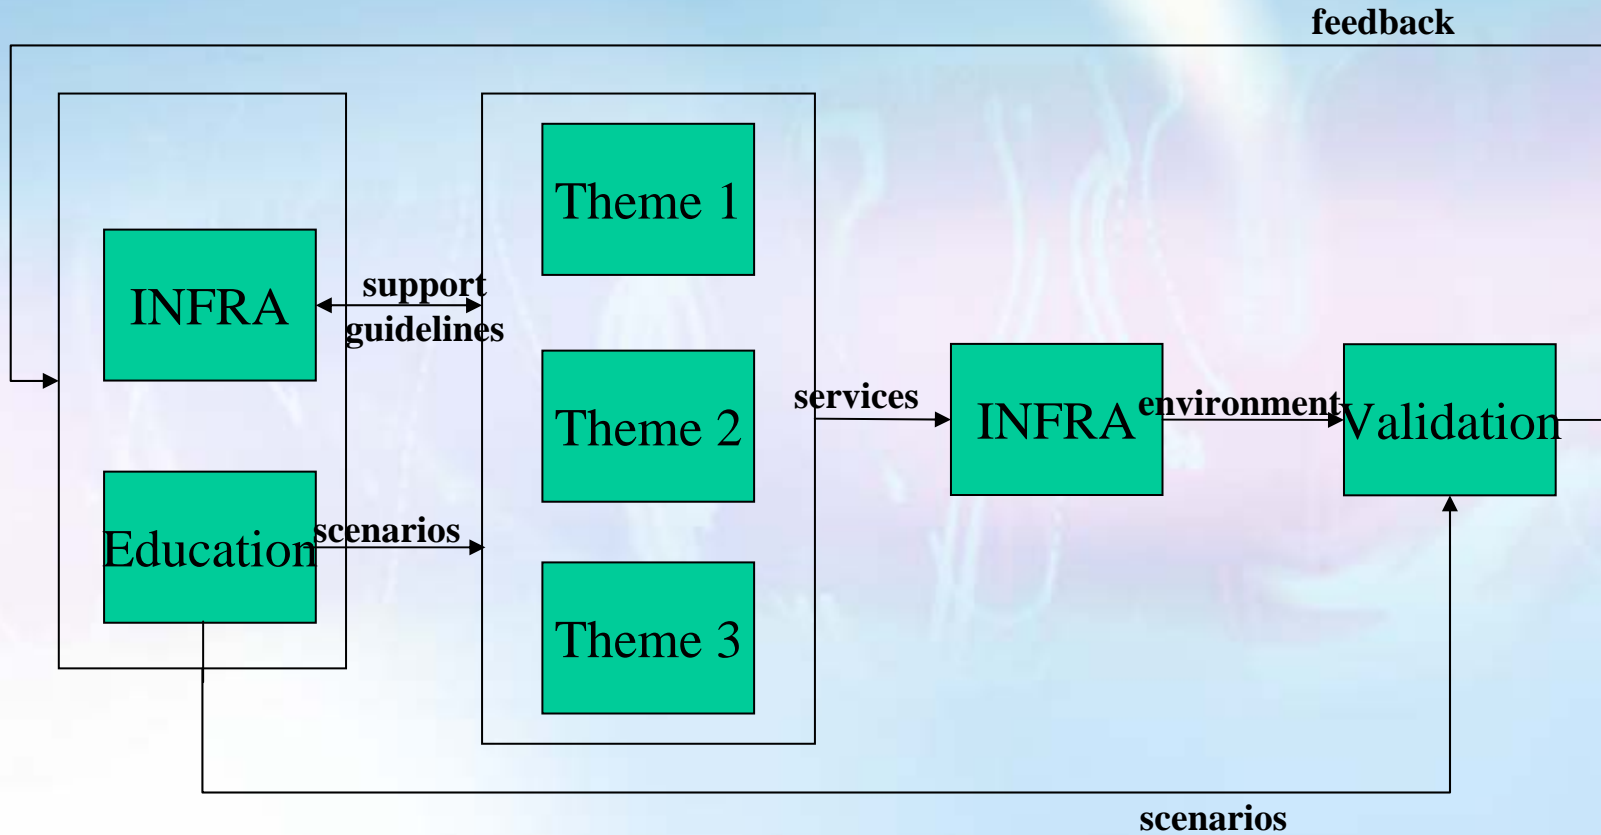 feedback
Theme 1
INFRA
support
guidelines
Theme 2
services
INFRA
environment
Validation
Education
scenarios
Theme 3
scenarios